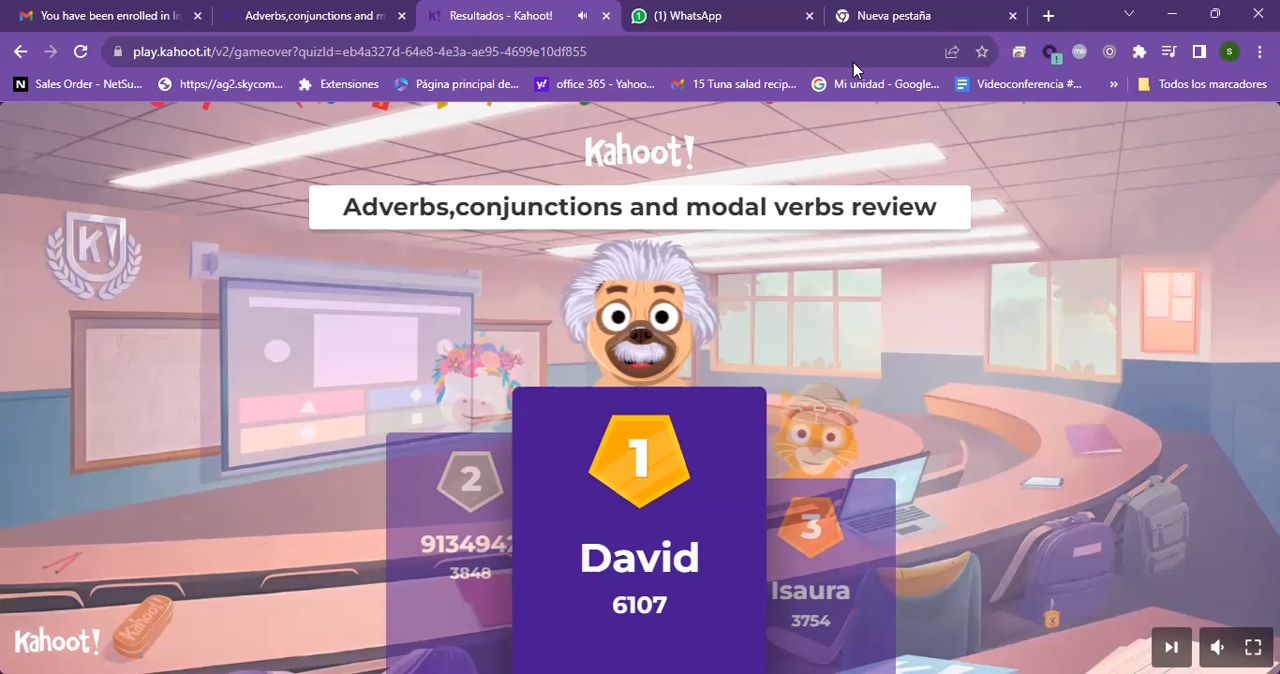 You have been enrolled in In
Adverbs,conjunctions and m
Resultados - Kahoot!
(1) WhatsApp
Nueva pestaña
play.kahoot.it/v2/gameover?quizId=eb4a327d-64e8-4e3a-ae95-4699e10df855
S
N Sales Order - NetSu...
https://ag2.skycom...
Extensiones
Página principal de...
office 365 - Yahoo...
15 Tuna salad recip...
Mi unidad - Google...
Videoconferencia #...
»
Todos los marcadores
Kahoot!
Adverbs,conjunctions and modal verbs review
K!
1
David
6107
2
9134942
3848
3
Isaura
3754
Kahoot!